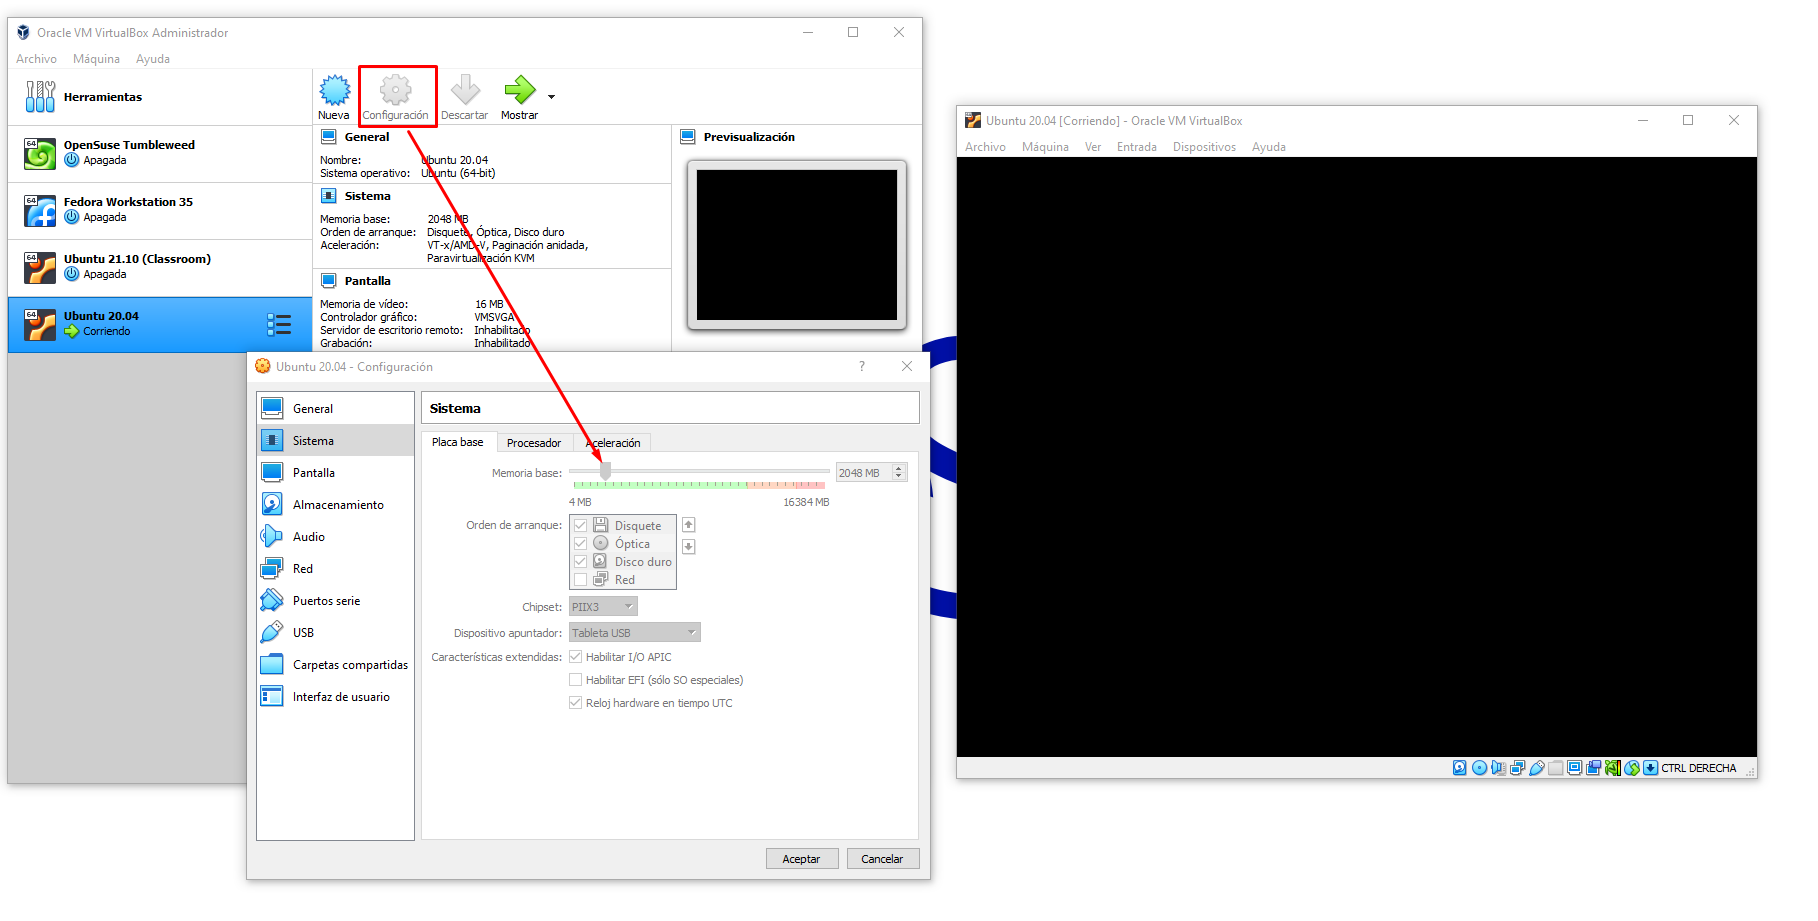 Oracle VM VirtualBox Administrador
Archivo Máquina Ayuda
Herramientas
64
OpenSuse Tumbleweed
Apagada
64
Fedora Workstation 35
Apagada
64
Ubuntu 21.10 (Classroom)
Apagada
64
Ubuntu 20.04
Corriendo
Nueva Configuración Descartar Mostrar
General
Nombre: Ubuntu 20.04
Sistema operativo: Ubuntu (64-bit)
Sistema
Memoria base: 2048 MB
Orden de arranque: Disquete, Óptica, Disco duro
Aceleración: VT-x/AMD-V, Paginación anidada,
Paravirtualización KVM
Pantalla
Memoria de vídeo: 16 MB
Controlador gráfico: VMSVGA
Servidor de escritorio remoto: Inhabilitado
Grabación: Inhabilitado
Previsualización
Ubuntu 20.04 - Configuración
?
General
Sistema
Pantalla
Almacenamiento
Audio
Red
Puertos serie
USB
Carpetas compartidas
Interfaz de usuario
Sistema
Placa base Procesador Aceleración
Memoria base: 2048 MB
4 MB 16384 MB
Orden de arranque: Disquete
Óptica
Disco duro
Red
Chipset: PIIX3
Dispositivo apuntador: Tableta USB
Características extendidas: Habilitar I/O APIC
Habilitar EFI (sólo SO especiales)
Reloj hardware en tiempo UTC
Aceptar Cancelar
Ubuntu 20.04 [Corriendo] - Oracle VM VirtualBox
Archivo Máquina Ver Entrada Dispositivos Ayuda
CTRL DERECHA